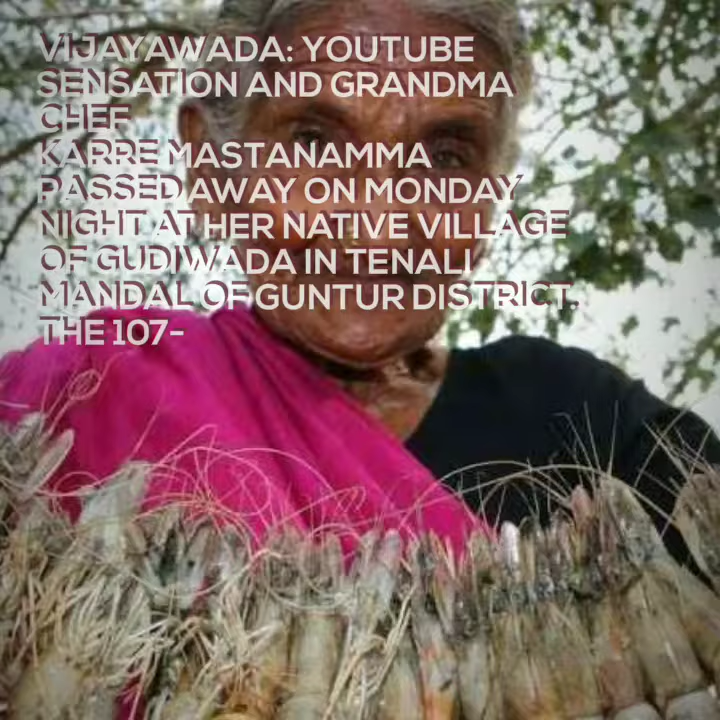 VIJAYAWADA: YOUTUBE
SENSATION AND GRANDMA
CHEF
KARRE MASTANAMMA
PASSED AWAY ON MONDAY
NIGHT AT HER NATIVE VILLAGE
OF GUDIWADA IN TENALI
MANDAL OF GUNTUR DISTRICT.
THE 107-